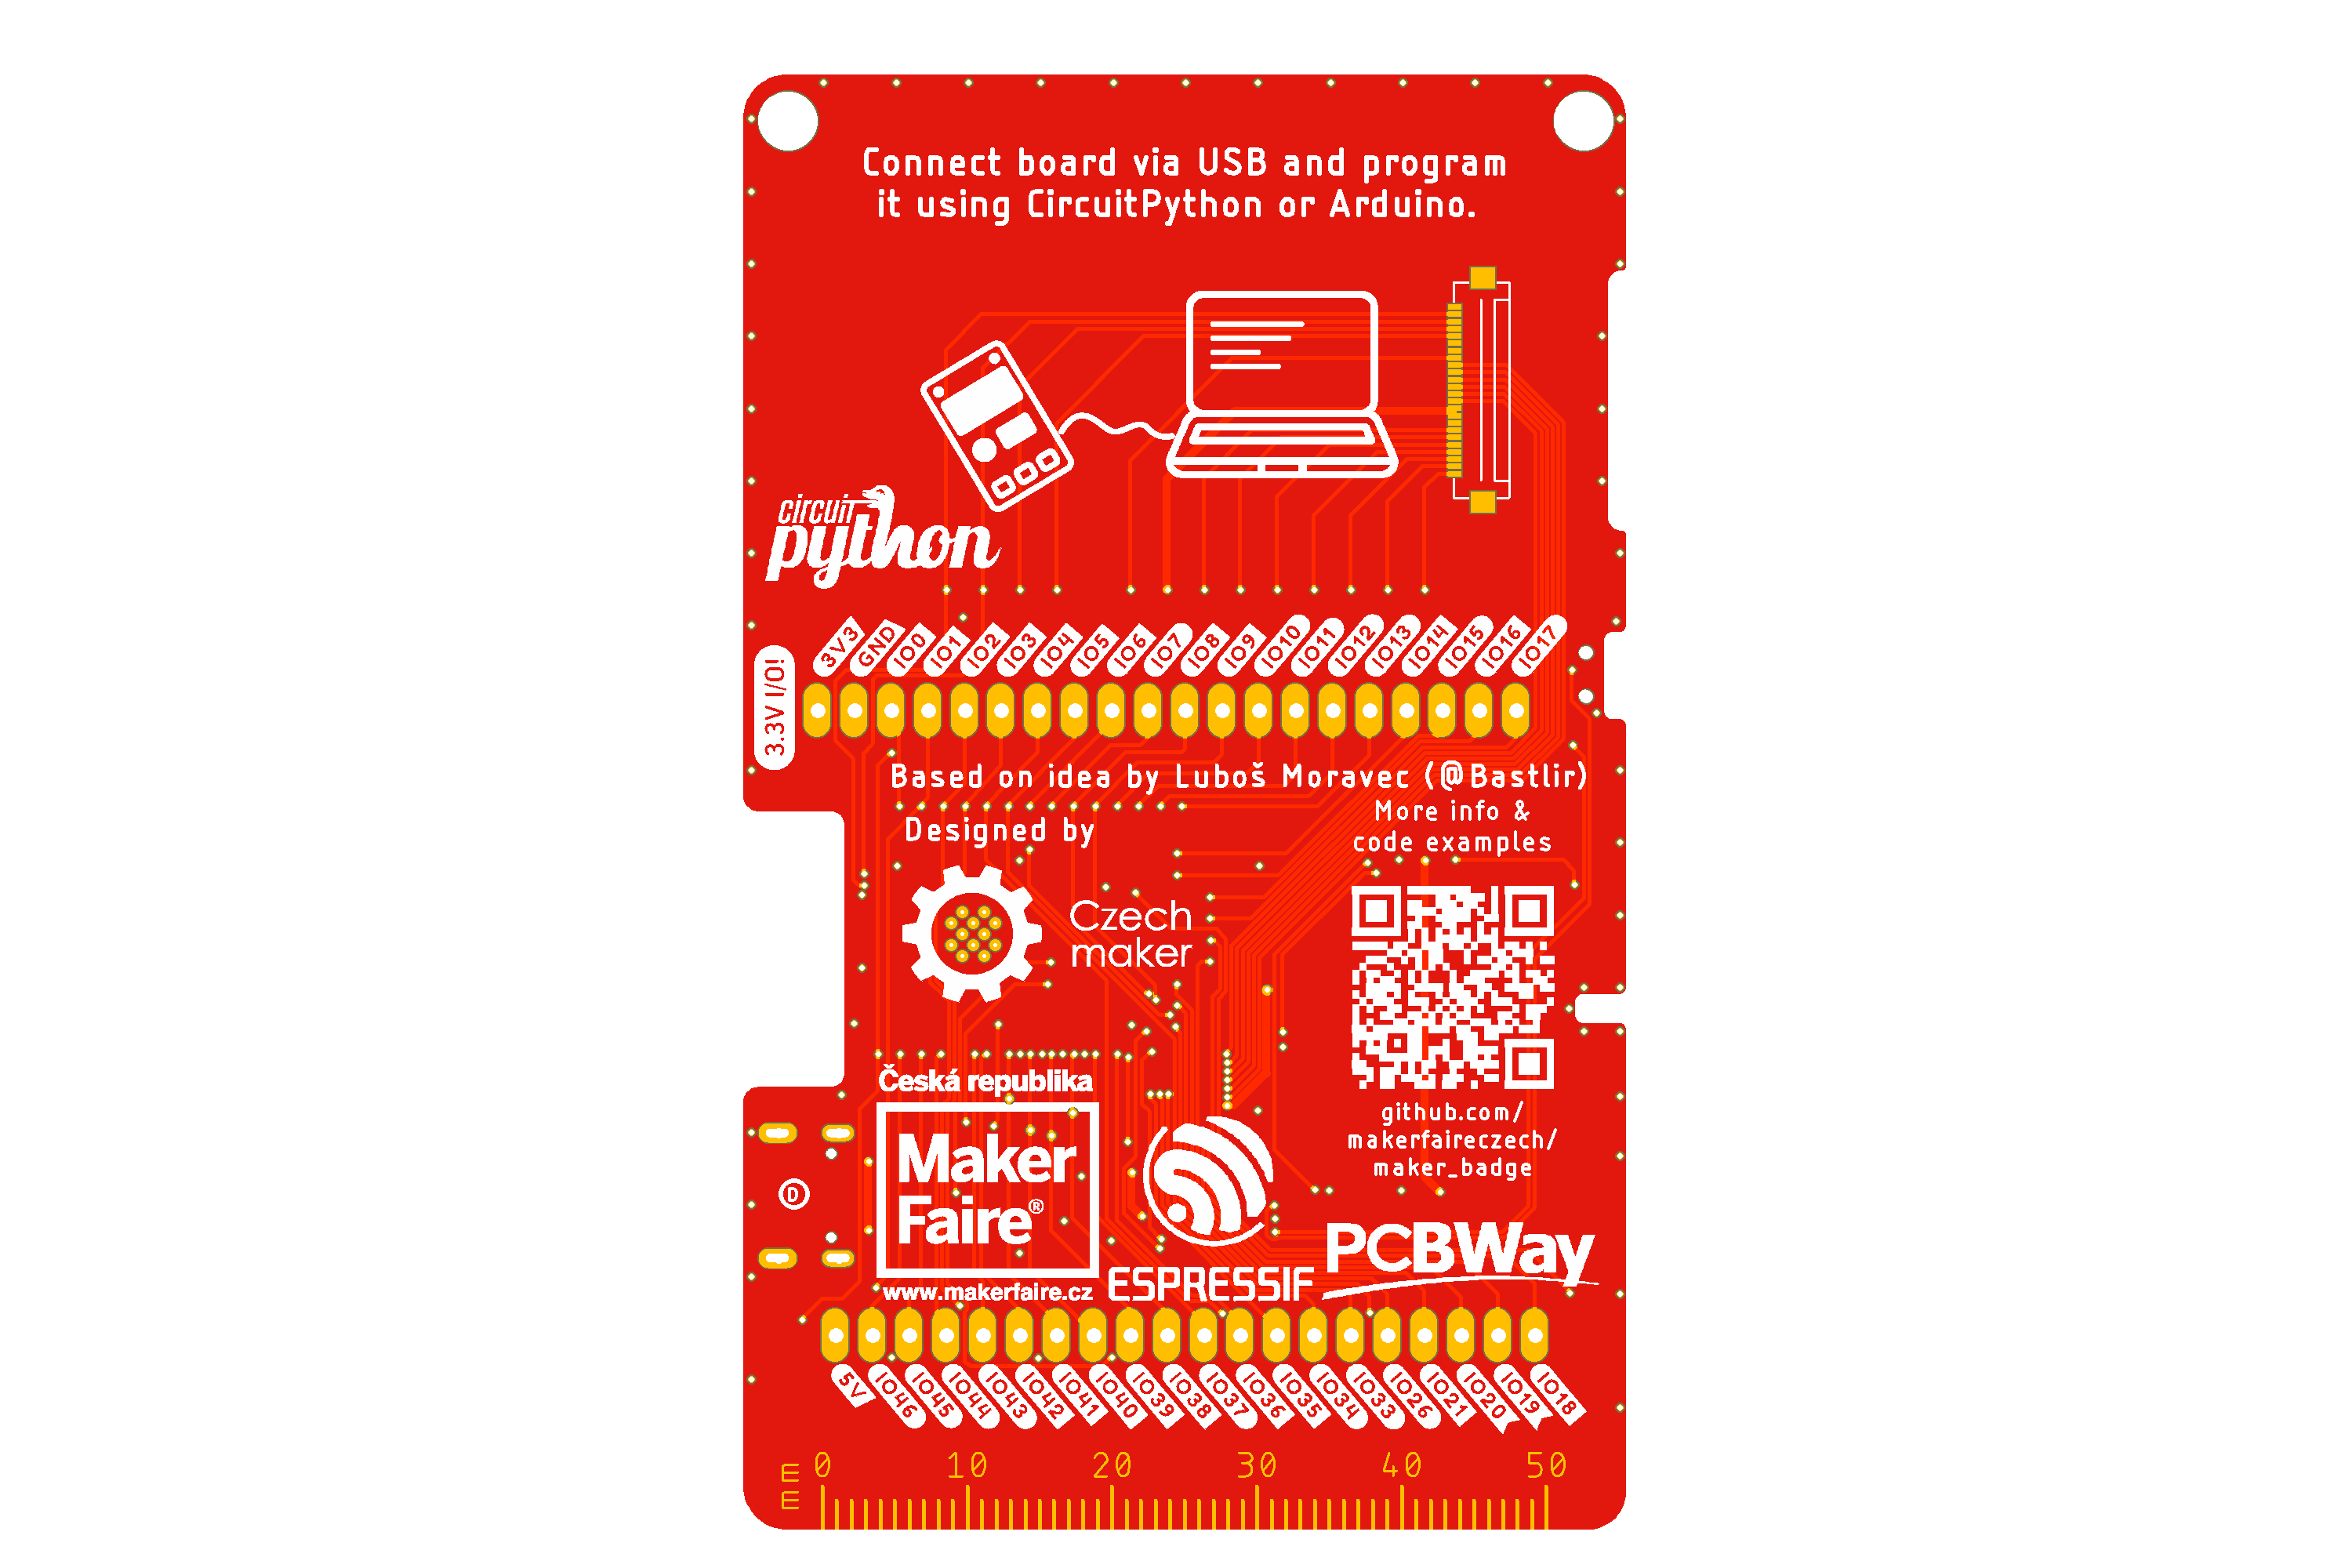 Connect board via USB and program
it using CircuitPython or Arduino.
circuit
python
3V3 GND IO0 IO1 IO2 IO3 IO4 IO5 IO6 IO7 IO8 IO9 IO10 IO11 IO12 IO13 IO14 IO15 IO16 IO17
3.3V I/O!
Based on idea by Luboš Moravec (@Bastlir)
Designed by
Czech
maker
More info &
code examples
github.com/
makerfaireczech/
maker_badge
Česká republika
Maker
Faire®
www.makerfaire.cz
D
ESPRESSIF
PCBWay
5V IO46 IO45 IO44 IO43 IO42 IO41 IO40 IO39 IO38 IO37 IO36 IO35 IO34 IO33 IO26 IO21 IO20 IO19 IO18
mm 0 10 20 30 40 50